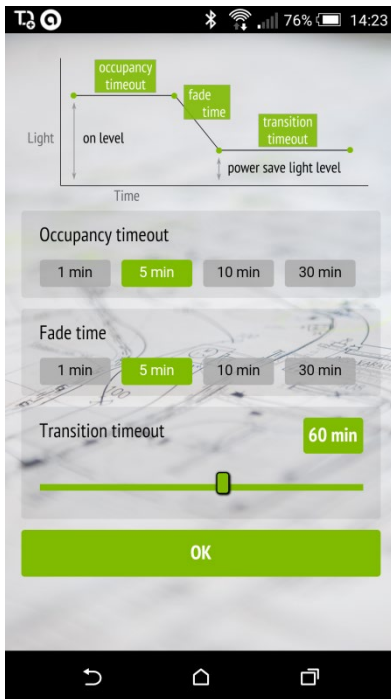 76% 14:23
occupancy
timeout
fade
time
transition
timeout
Light
on level
power save light level
Time
Occupancy timeout
1 min 5 min 10 min 30 min
Fade time
1 min 5 min 10 min 30 min
Transition timeout 60 min
OK